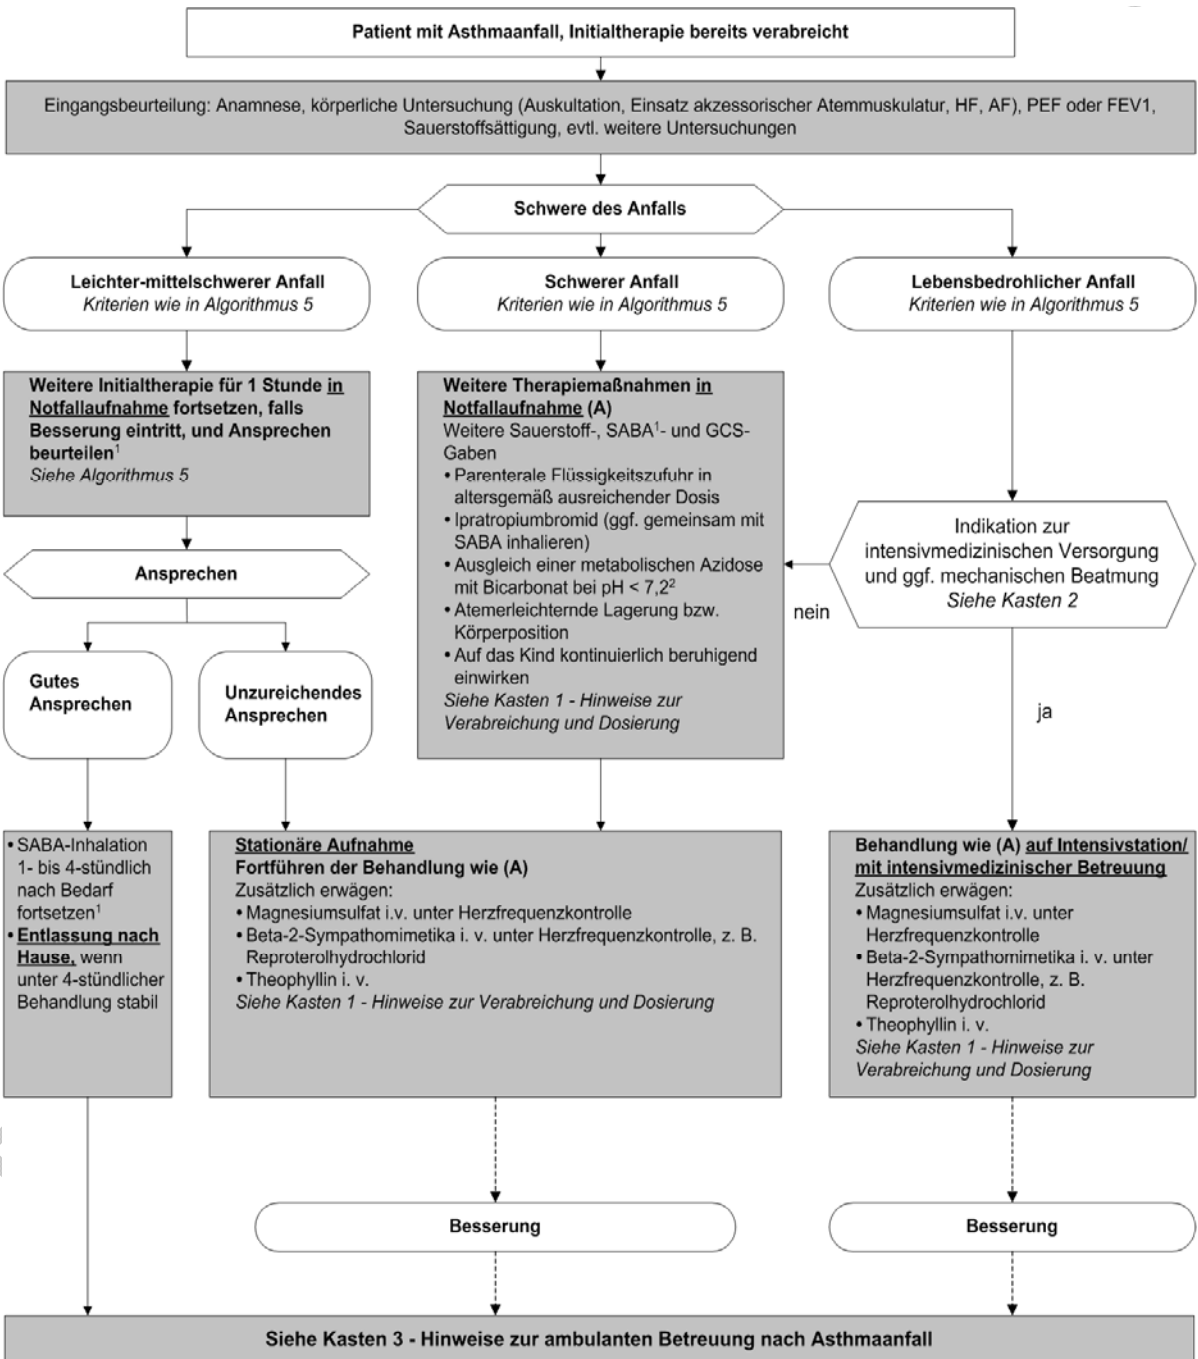 Patient mit Asthmaanfall, Initialtherapie bereits verabreicht
Eingangsbeurteilung: Anamnese, körperliche Untersuchung (Auskultation, Einsatz akzessorischer Atemmuskulatur, HF, AF), PEF oder FEV1,
Sauerstoffsättigung, evtl. weitere Untersuchungen
Schwere des Anfalls
Leichter-mittelschwerer Anfall
Kriterien wie in Algorithmus 5
Schwerer Anfall
Kriterien wie in Algorithmus 5
Lebensbedrohlicher Anfall
Kriterien wie in Algorithmus 5
Weitere Initialtherapie für 1 Stunde in
Notfallaufnahme fortsetzen, falls
Besserung eintritt, und Ansprechen
beurteilen¹
Siehe Algorithmus 5
Weitere Therapiemaßnahmen in
Notfallaufnahme (A)
Weitere Sauerstoff-, SABA¹- und GCS-
Gaben
• Parenterale Flüssigkeitszufuhr in
altersgemäß ausreichender Dosis
• Ipratropiumbromid (ggf. gemeinsam mit
SABA inhalieren)
• Ausgleich einer metabolischen Azidose
mit Bicarbonat bei pH < 7,2²
• Atemerleichternde Lagerung bzw.
Körperposition
• Auf das Kind kontinuierlich beruhigend
einwirken
Siehe Kasten 1 - Hinweise zur
Verabreichung und Dosierung
Indikation zur
intensivmedizinischen Versorgung
und ggf. mechanischen Beatmung
Siehe Kasten 2
nein
ja
Ansprechen
Gutes
Ansprechen
Unzureichendes
Ansprechen
• SABA-Inhalation
1- bis 4-stündlich
nach Bedarf
fortsetzen¹
• Entlassung nach
Hause, wenn
unter 4-stündlicher
Behandlung stabil
Stationäre Aufnahme
Fortführen der Behandlung wie (A)
Zusätzlich erwägen:
• Magnesiumsulfat i.v. unter Herzfrequenzkontrolle
• Beta-2-Sympathomimetika i. v. unter Herzfrequenzkontrolle, z. B.
Reproterolhydrochlorid
• Theophyllin i. v.
Siehe Kasten 1 - Hinweise zur Verabreichung und Dosierung
Behandlung wie (A) auf Intensivstation/
mit intensivmedizinischer Betreuung
Zusätzlich erwägen:
• Magnesiumsulfat i.v. unter
Herzfrequenzkontrolle
• Beta-2-Sympathomimetika i. v. unter
Herzfrequenzkontrolle, z. B.
Reproterolhydrochlorid
• Theophyllin i. v.
Siehe Kasten 1 - Hinweise zur
Verabreichung und Dosierung
Besserung
Besserung
Siehe Kasten 3 - Hinweise zur ambulanten Betreuung nach Asthmaanfall